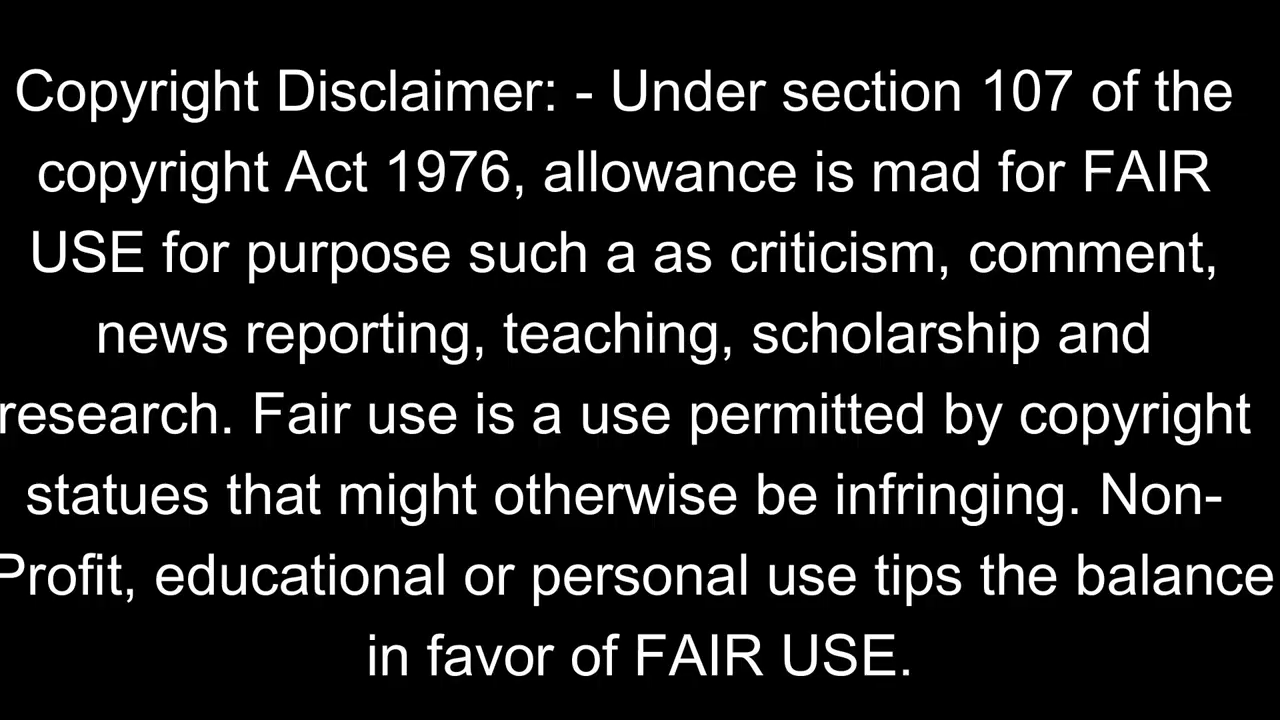 Copyright Disclaimer: - Under section 107 of the
copyright Act 1976, allowance is mad for FAIR
USE for purpose such a as criticism, comment,
news reporting, teaching, scholarship and
research. Fair use is a use permitted by copyright
statues that might otherwise be infringing. Non-
Profit, educational or personal use tips the balance
in favor of FAIR USE.